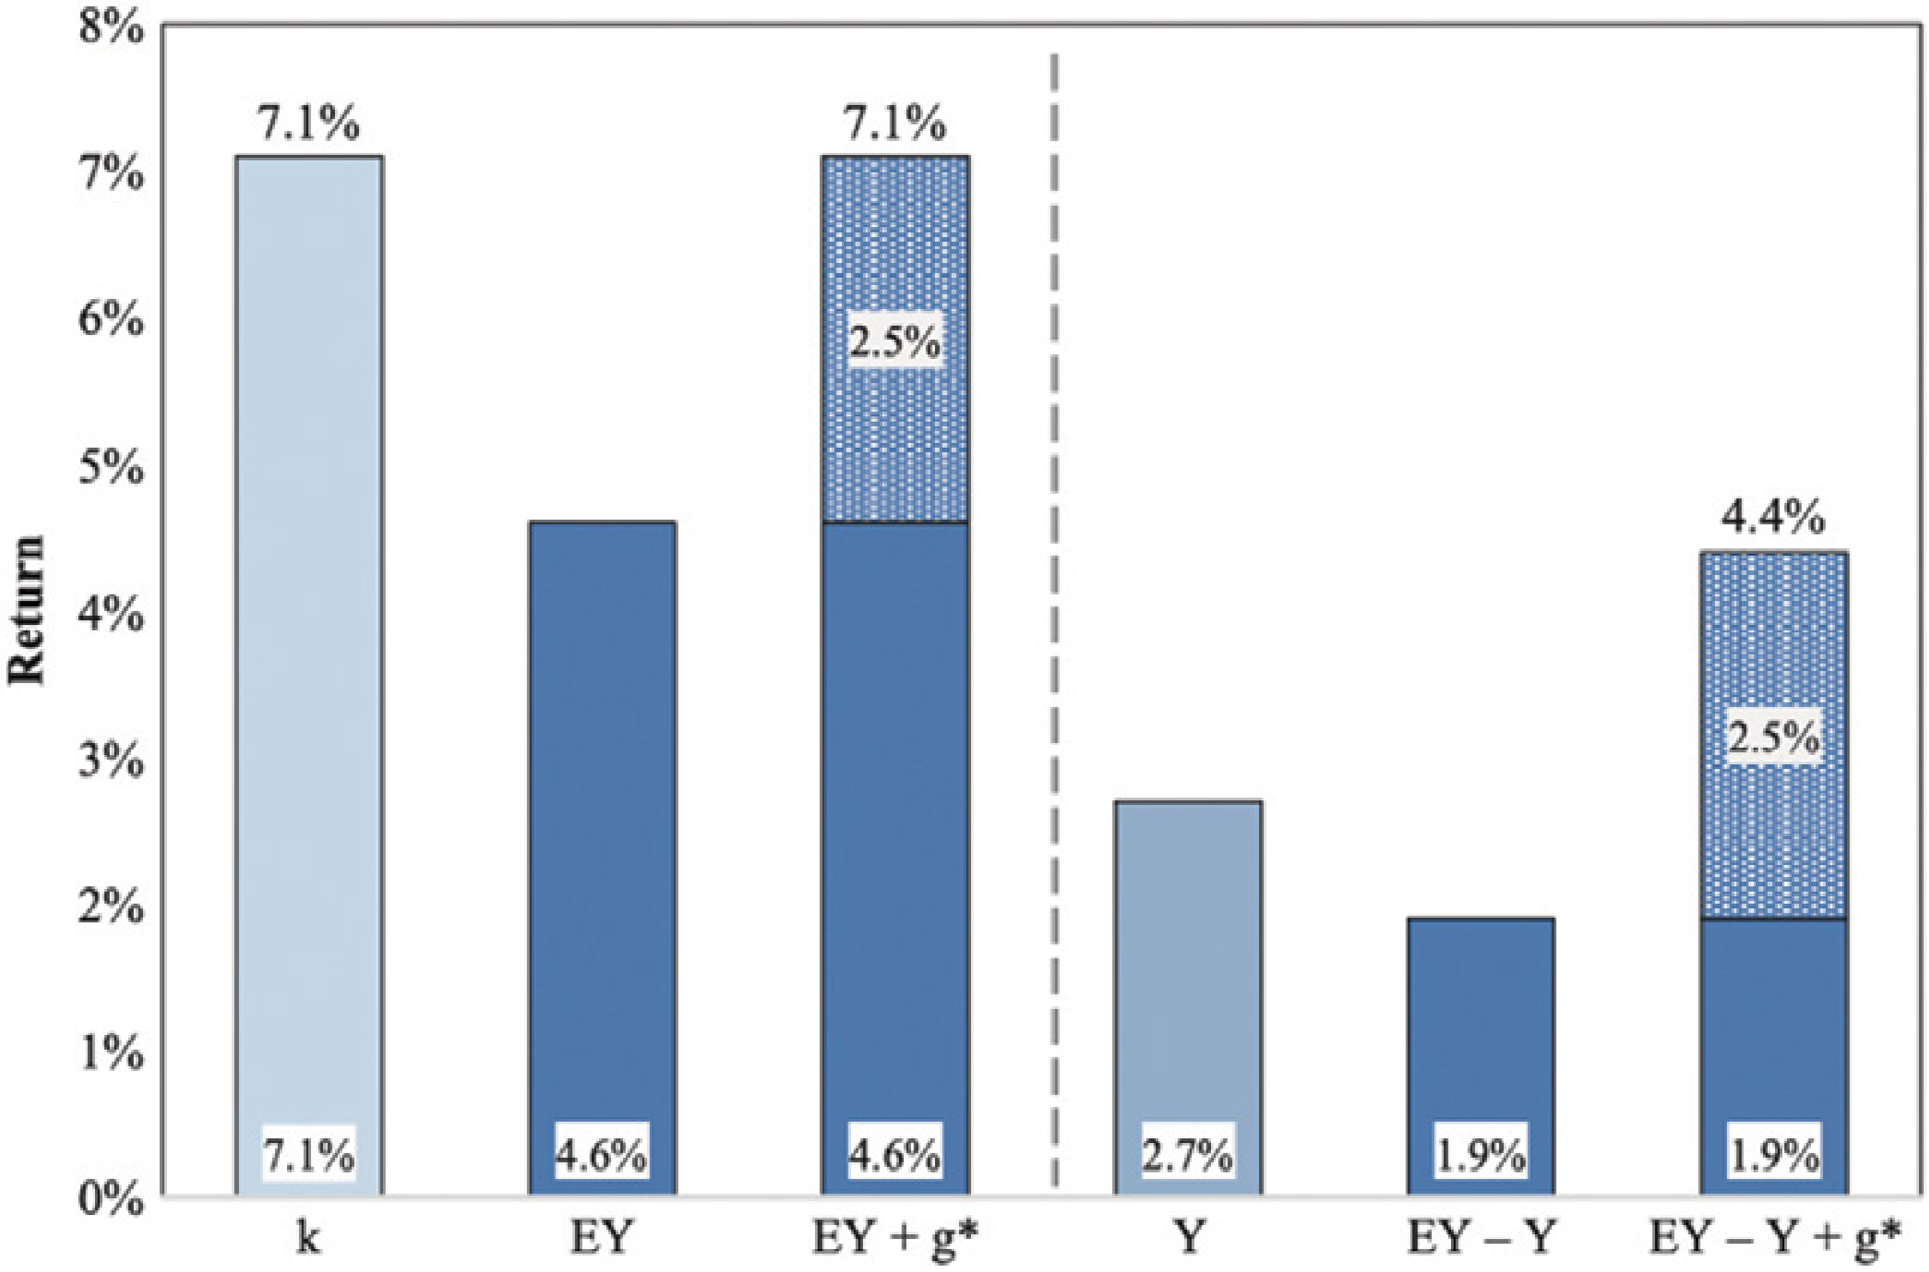 Return
8%
7%
6%
5%
4%
3%
2%
1%
0%
7.1%
7.1%
4.6%
7.1%
2.5%
4.6%
2.7%
1.9%
4.4%
2.5%
1.9%
k
EY
EY + g*
Y
EY – Y
EY – Y + g*